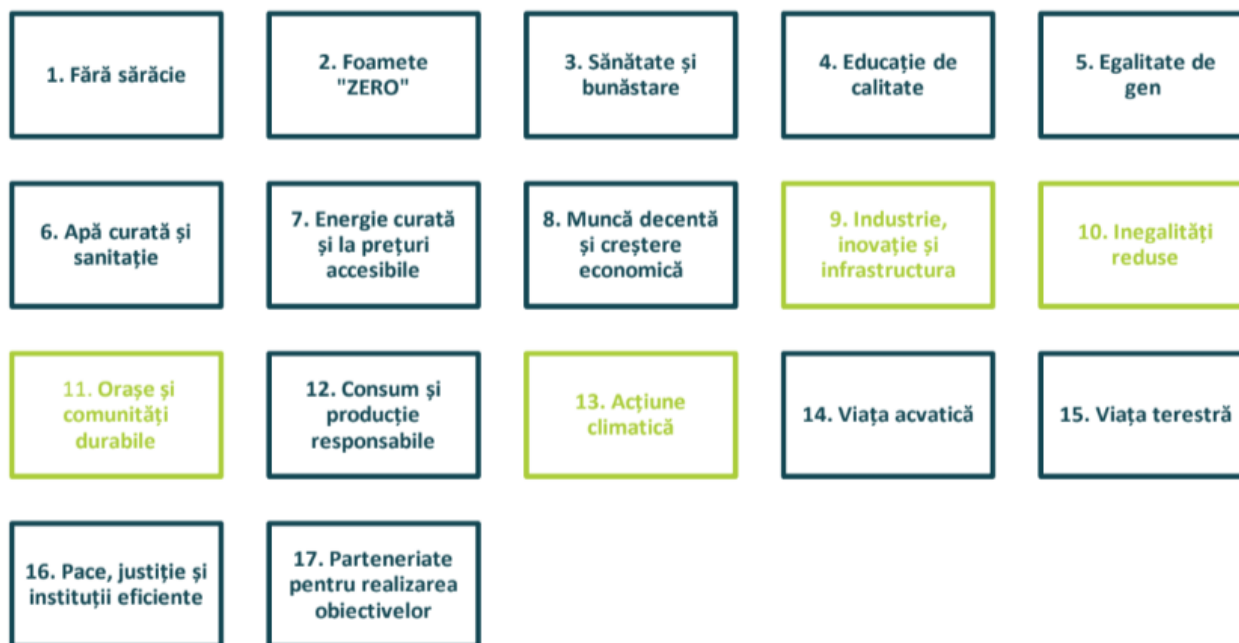 1. Fără sărăcie
2. Foamete
"ZERO"
3. Sănătate și
bunăstare
4. Educație de
calitate
5. Egalitate de
gen
6. Apă curată și
sanitație
7. Energie curată
și la prețuri
accesibile
8. Muncă decentă
și creștere
economică
9. Industrie,
inovație și
infrastructura
10. Inegalități
reduse
11. Orașe și
comunități
durabile
12. Consum și
producție
responsabile
13. Acțiune
climatică
14. Viața acvatică
15. Viața terestră
16. Pace, justiție și
instituții eficiente
17. Parteneriate
pentru realizarea
obiectivelor